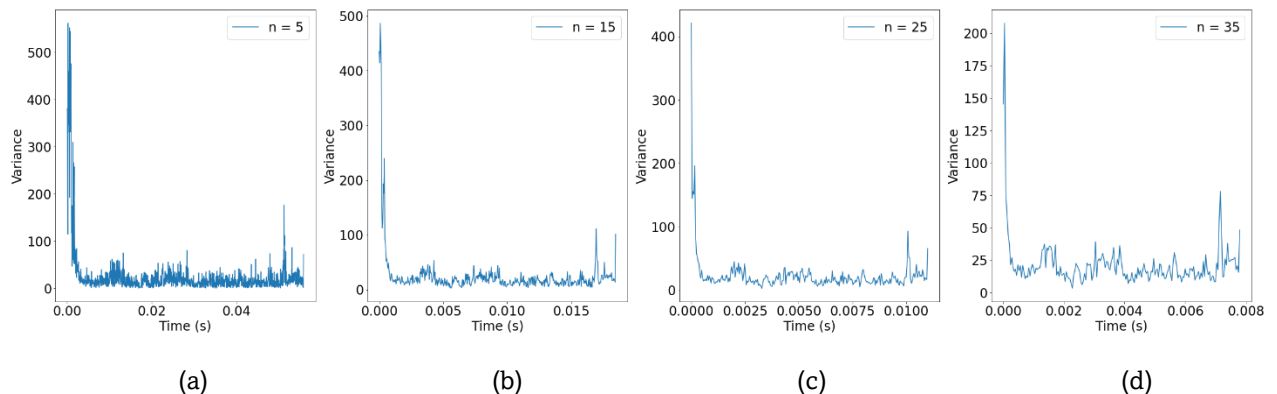 n = 5
Variance
500
400
300
200
100
0
0.00
0.02
0.04
Time (s)
(a)
n = 15
Variance
500
400
300
200
100
0
0.000
0.005
0.010
0.015
Time (s)
(b)
n = 25
Variance
400
300
200
100
0
0.0000
0.0025
0.0050
0.0075
0.0100
Time (s)
(c)
n = 35
Variance
200
175
150
125
100
75
50
25
0
0.000
0.002
0.004
0.006
0.008
Time (s)
(d)